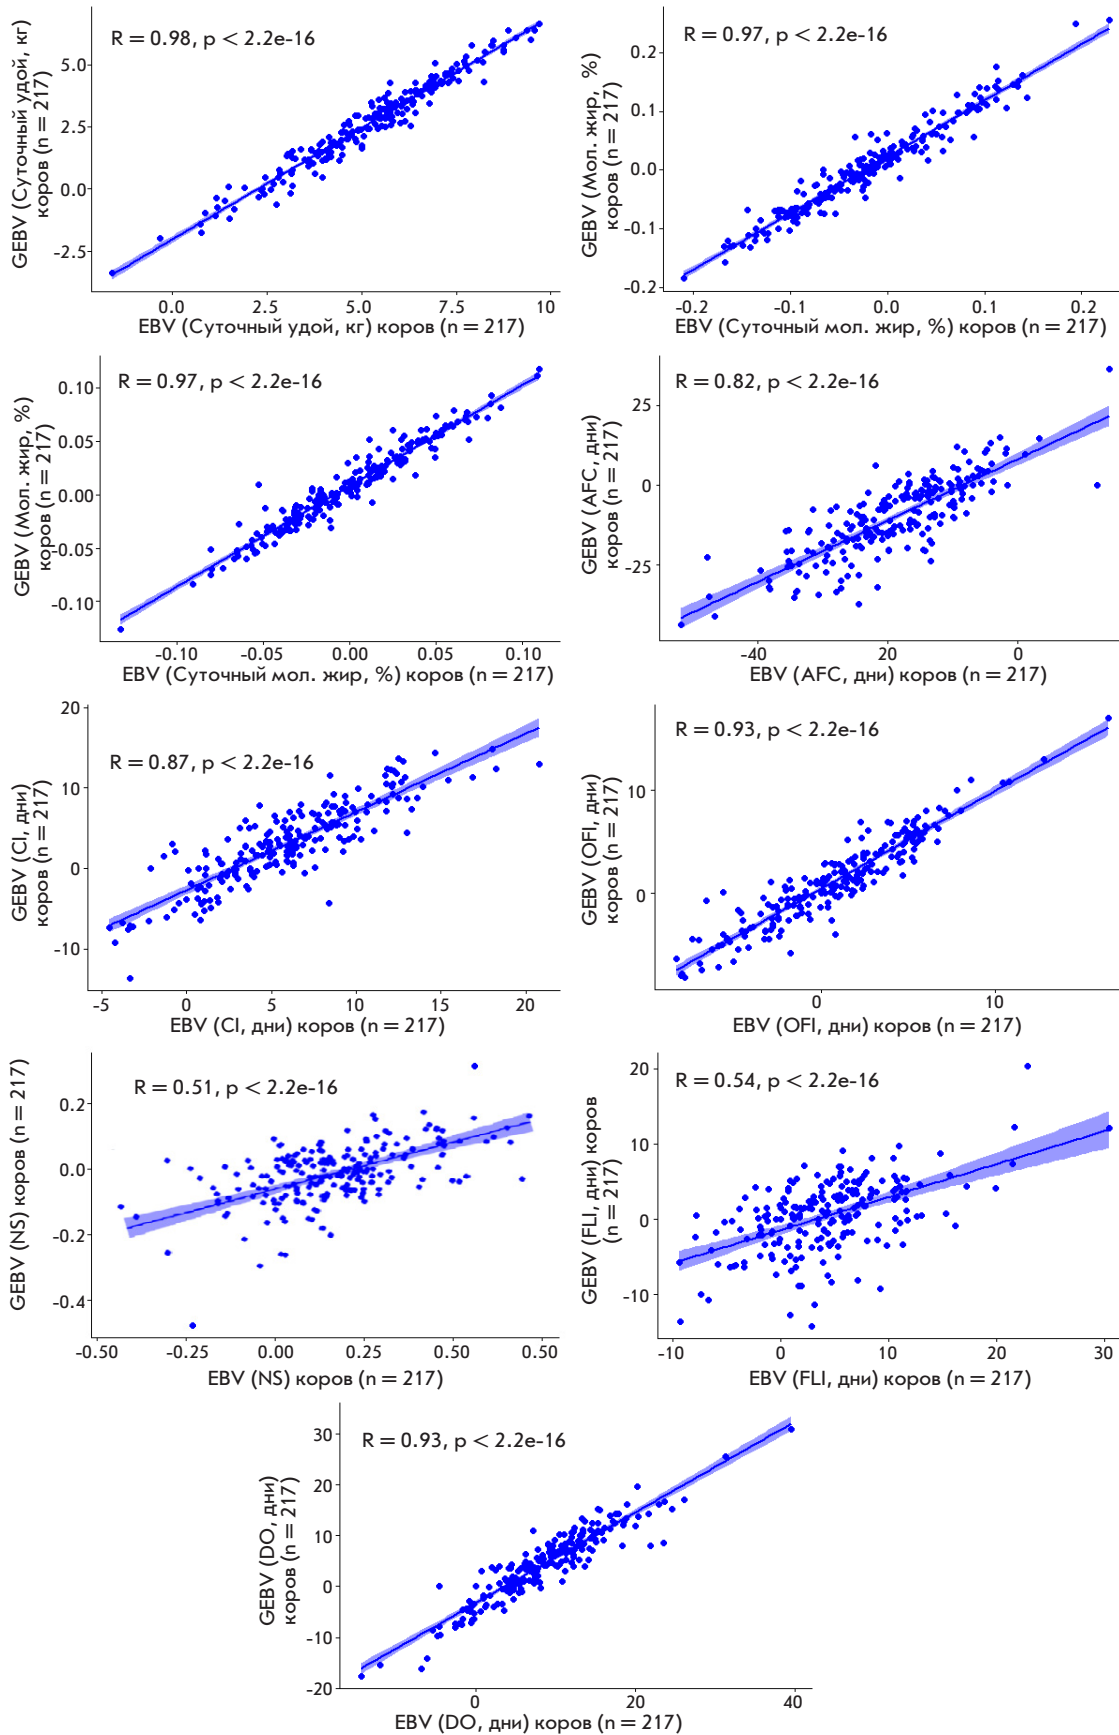 R = 0.98, p < 2.2e-16
GEBV (Суточный удой, кг)
коров (n = 217)
5.0
2.5
0.0
-2.5
0.0
2.5
5.0
7.5
10
EBV (Суточный удой, кг) коров (n = 217)
R = 0.97, p < 2.2e-16
GEBV (Мол. жир, %)
коров (n = 217)
0.2
0.1
0.0
-0.1
-0.2
-0.2
-0.1
0.0
0.1
0.2
EBV (Суточный мол. жир, %) коров (n = 217)
R = 0.97, p < 2.2e-16
GEBV (Мол. жир, %)
коров (n = 217)
0.10
0.05
0.00
-0.05
-0.10
-0.10
-0.05
0.00
0.05
0.10
EBV (Суточный мол. жир, %) коров (n = 217)
R = 0.82, p < 2.2e-16
GEBV (AFC, дни)
коров (n = 217)
25
0
-25
-40
20
0
EBV (AFC, дни) коров (n = 217)
R = 0.87, p < 2.2e-16
GEBV (CI, дни)
коров (n = 217)
20
10
0
-10
-5
0
5
10
15
20
EBV (CI, дни) коров (n = 217)
R = 0.93, p < 2.2e-16
GEBV (OFI, дни)
коров (n = 217)
10
0
0
10
EBV (OFI, дни) коров (n = 217)
R = 0.51, p < 2.2e-16
GEBV (NS) коров (n = 217)
0.2
0.0
-0.2
-0.4
-0.50
-0.25
0.00
0.25
0.50
0.50
EBV (NS) коров (n = 217)
R = 0.54, p < 2.2e-16
GEBV (FLI, дни) коров
(n = 217)
20
10
0
-10
-10
0
10
20
30
EBV (FLI, дни) коров (n = 217)
R = 0.93, p < 2.2e-16
GEBV (DO, дни)
коров (n = 217)
30
20
10
0
-10
-20
0
20
40
EBV (DO, дни) коров (n = 217)